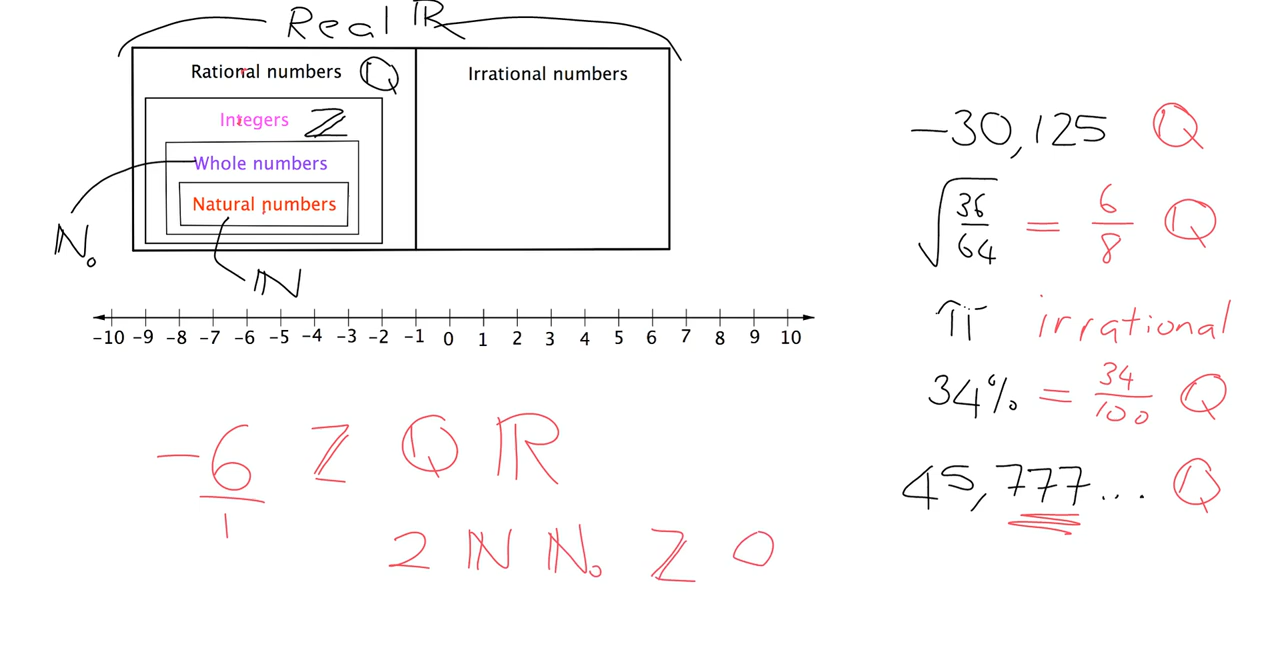 Real ℝ
Rational numbers ℚ
Irrational numbers
Integers ℤ
Whole numbers
Natural numbers
ℕ₀
ℕ
-10 -9 -8 -7 -6 -5 -4 -3 -2 -1 0 1 2 3 4 5 6 7 8 9 10
-30,125 ℚ
√(36/64) = 6/8 ℚ
π irrational
34% = 34/100 ℚ
45,777... ℚ
-6/1 ℤ ℚ ℝ
2 ℕ ℕ₀ ℤ 0